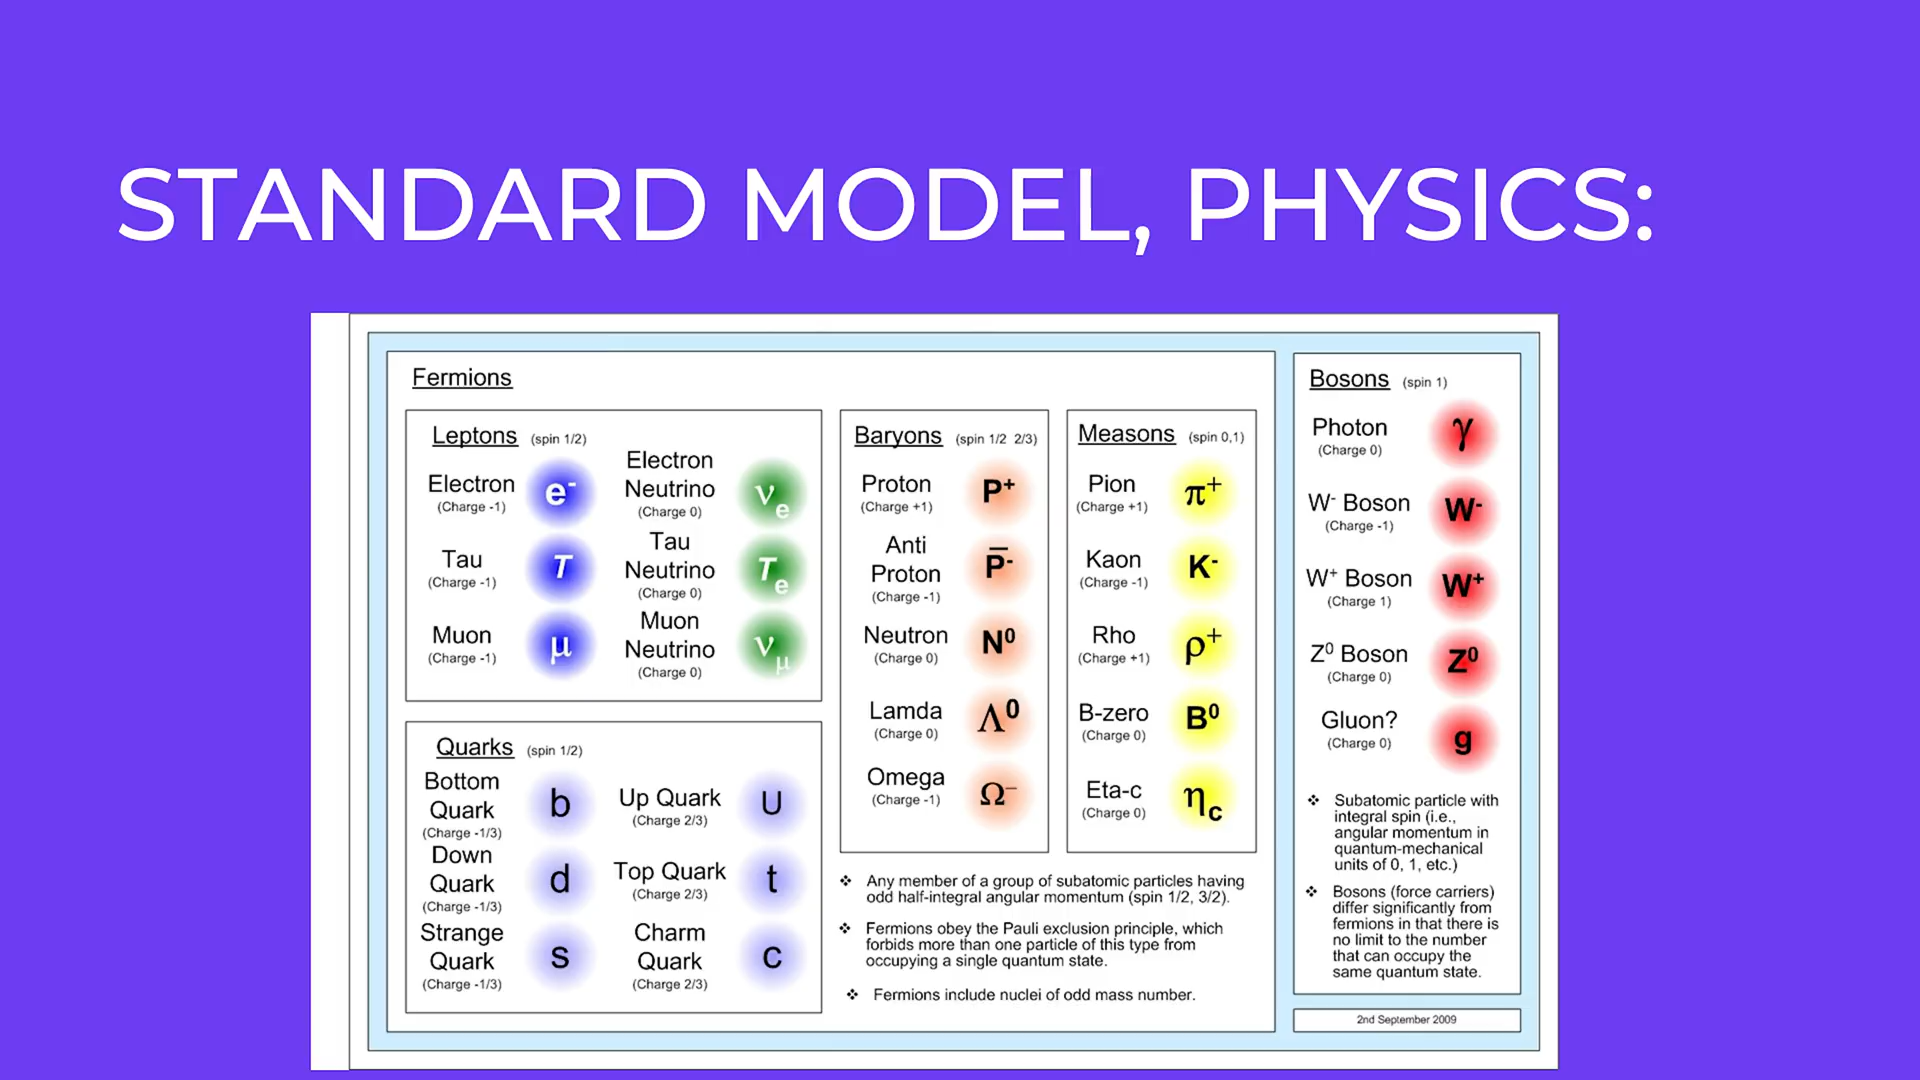 STANDARD MODEL, PHYSICS:
Fermions
Leptons (spin 1/2)
Electron
(Charge -1)
e⁻
Electron
Neutrino
(Charge 0)
νe
Tau
(Charge -1)
T
Tau
Neutrino
(Charge 0)
Te
Muon
(Charge -1)
μ
Muon
Neutrino
(Charge 0)
νμ
Quarks (spin 1/2)
Bottom
Quark
(Charge -1/3)
b
Up Quark
(Charge 2/3)
U
Down
Quark
(Charge -1/3)
d
Top Quark
(Charge 2/3)
t
Strange
Quark
(Charge -1/3)
s
Charm
Quark
(Charge 2/3)
c
Baryons (spin 1/2 2/3)
Proton
(Charge +1)
P⁺
Anti
Proton
(Charge -1)
P̅⁻
Neutron
(Charge 0)
N⁰
Lamda
(Charge 0)
Λ⁰
Omega
(Charge -1)
Ω⁻
Measons (spin 0,1)
Pion
(Charge +1)
π⁺
Kaon
(Charge -1)
K⁻
Rho
(Charge +1)
ρ⁺
B-zero
(Charge 0)
B⁰
Eta-c
(Charge 0)
ηc
❖ Any member of a group of subatomic particles having
odd half-integral angular momentum (spin 1/2, 3/2).
❖ Fermions obey the Pauli exclusion principle, which
forbids more than one particle of this type from
occupying a single quantum state.
❖ Fermions include nuclei of odd mass number.
Bosons (spin 1)
Photon
(Charge 0)
γ
W⁻ Boson
(Charge -1)
W⁻
W⁺ Boson
(Charge 1)
W⁺
Z⁰ Boson
(Charge 0)
Z⁰
Gluon?
(Charge 0)
g
❖ Subatomic particle with
integral spin (i.e.,
angular momentum in
quantum-mechanical
units of 0, 1, etc.)
❖ Bosons (force carriers)
differ significantly from
fermions in that there is
no limit to the number
that can occupy the
same quantum state.
2nd September 2009